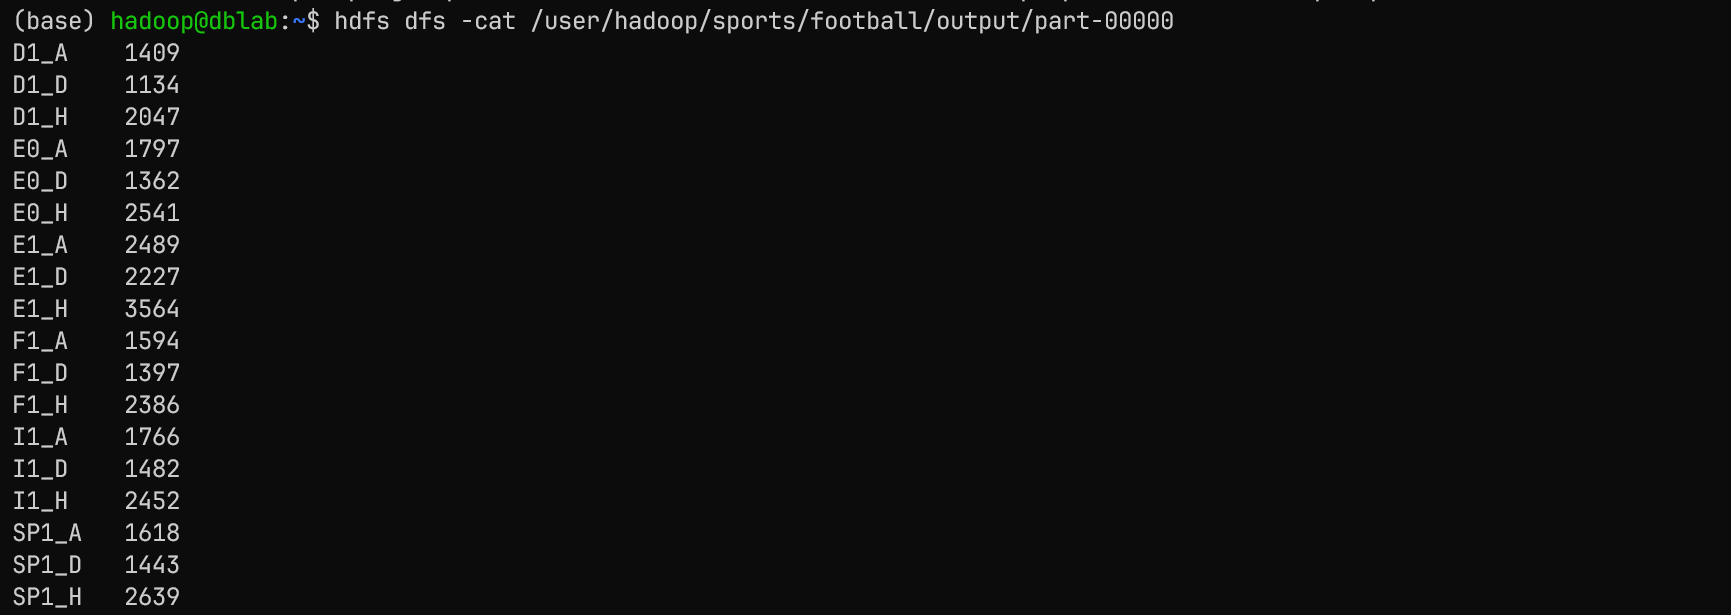 (base) hadoop@dblab:~$ hdfs dfs -cat /user/hadoop/sports/football/output/part-00000
D1_A    1409
D1_D    1134
D1_H    2047
E0_A    1797
E0_D    1362
E0_H    2541
E1_A    2489
E1_D    2227
E1_H    3564
F1_A    1594
F1_D    1397
F1_H    2386
I1_A    1766
I1_D    1482
I1_H    2452
SP1_A   1618
SP1_D   1443
SP1_H   2639